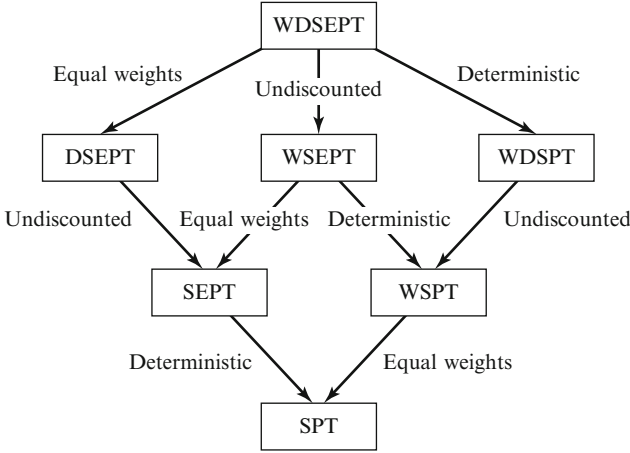 WDSEPT
Equal weights
Undiscounted
Deterministic
DSEPT
WSEPT
WDSPT
Undiscounted
Equal weights
Deterministic
Undiscounted
SEPT
WSPT
Deterministic
Equal weights
SPT